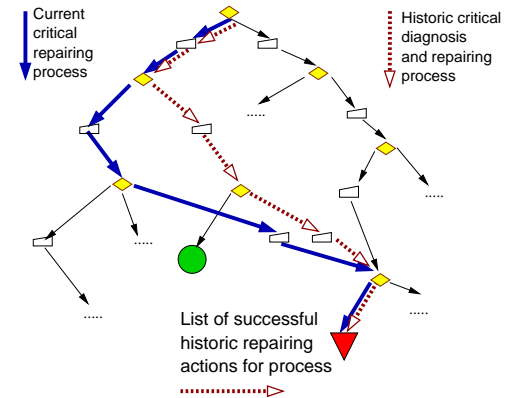 Current
critical
repairing
process
Historic critical
diagnosis
and repairing
process
.....
.....
.....
.....
.....
List of successful
historic repairing
actions for process